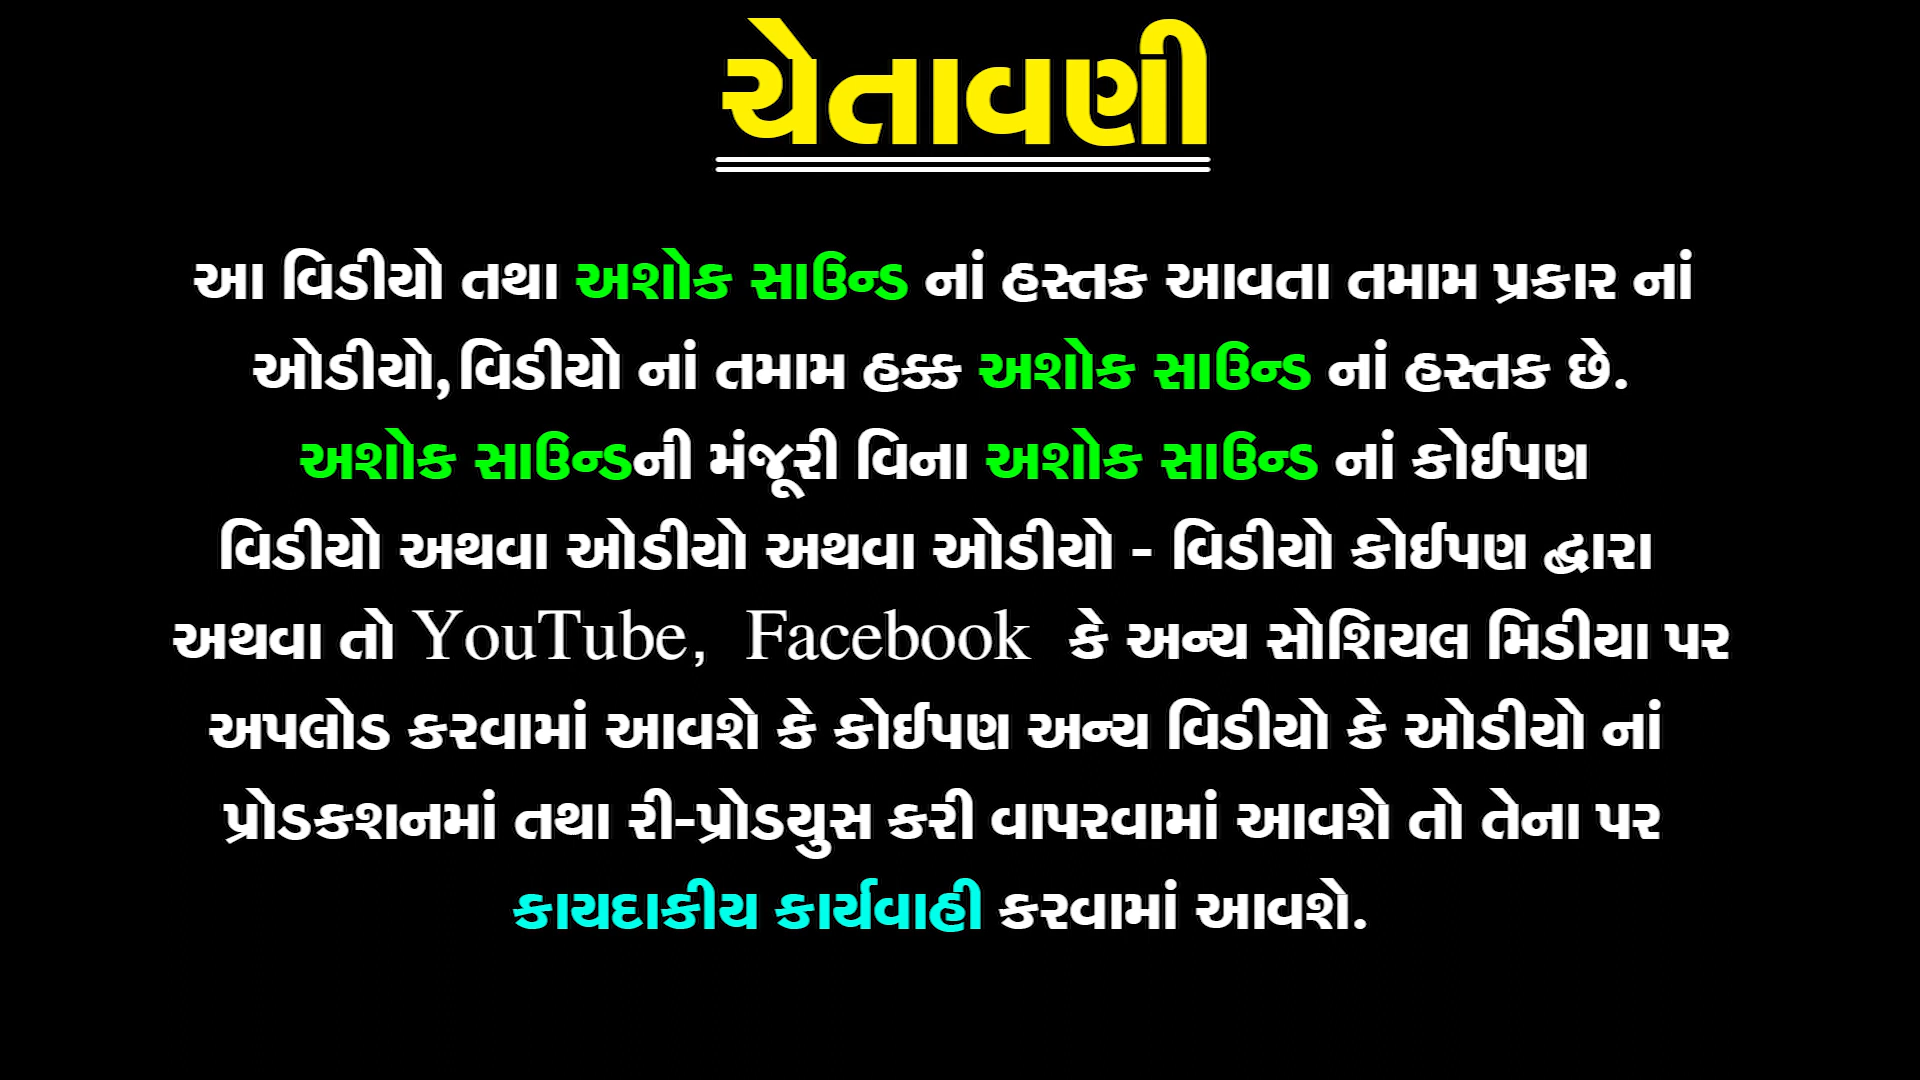 ચેતાવણી
આ વિડીયો તથા અશોક સાઉન્ડ નાં હસ્તક આવતા તમામ પ્રકાર નાં
ઓડીયો,વિડીયો નાં તમામ હક્ક અશોક સાઉન્ડ નાં હસ્તક છે.
અશોક સાઉન્ડની મંજૂરી વિના અશોક સાઉન્ડ નાં કોઈપણ
વિડીયો અથવા ઓડીયો અથવા ઓડીયો - વિડીયો કોઈપણ દ્વારા
અથવા તો YouTube, Facebook કે અન્ય સોશિયલ મિડીયા પર
અપલોડ કરવામાં આવશે કે કોઈપણ અન્ય વિડીયો કે ઓડીયો નાં
પ્રોડકશનમાં તથા રી-પ્રોડયુસ કરી વાપરવામાં આવશે તો તેના પર
કાયદાકીય કાર્યવાહી કરવામાં આવશે.